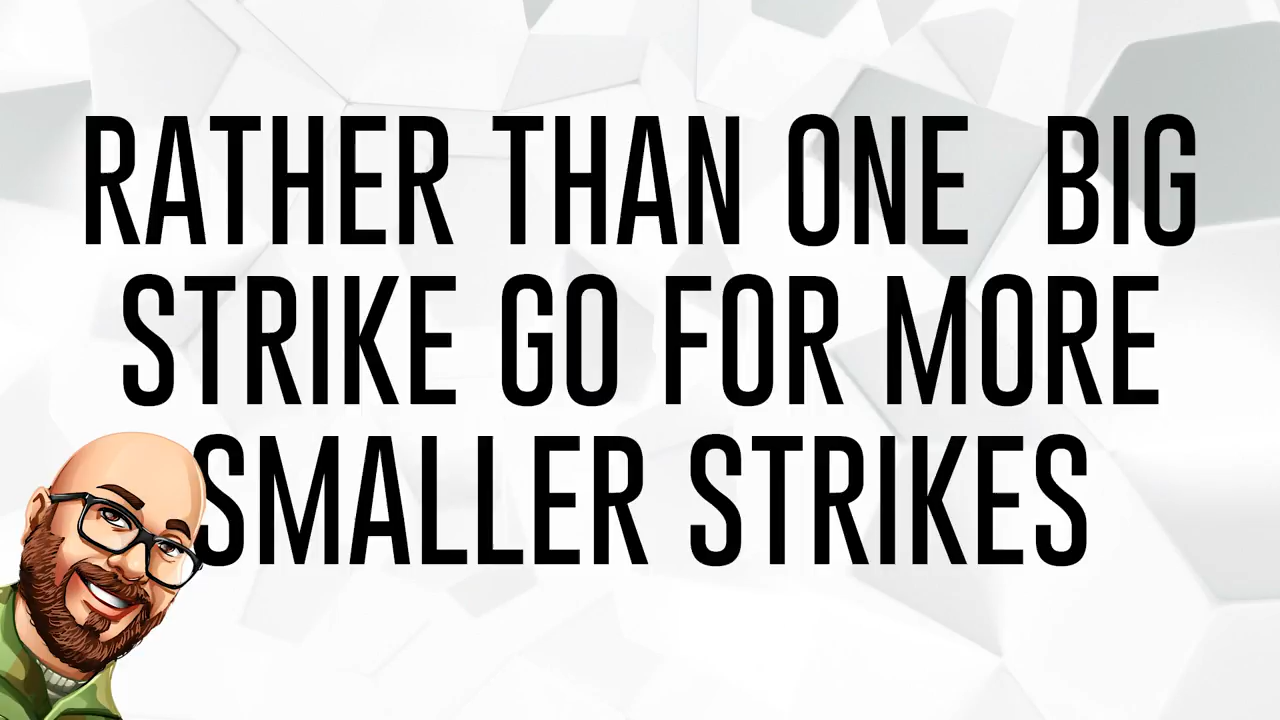 RATHER THAN ONE  BIG
STRIKE GO FOR MORE
SMALLER STRIKES